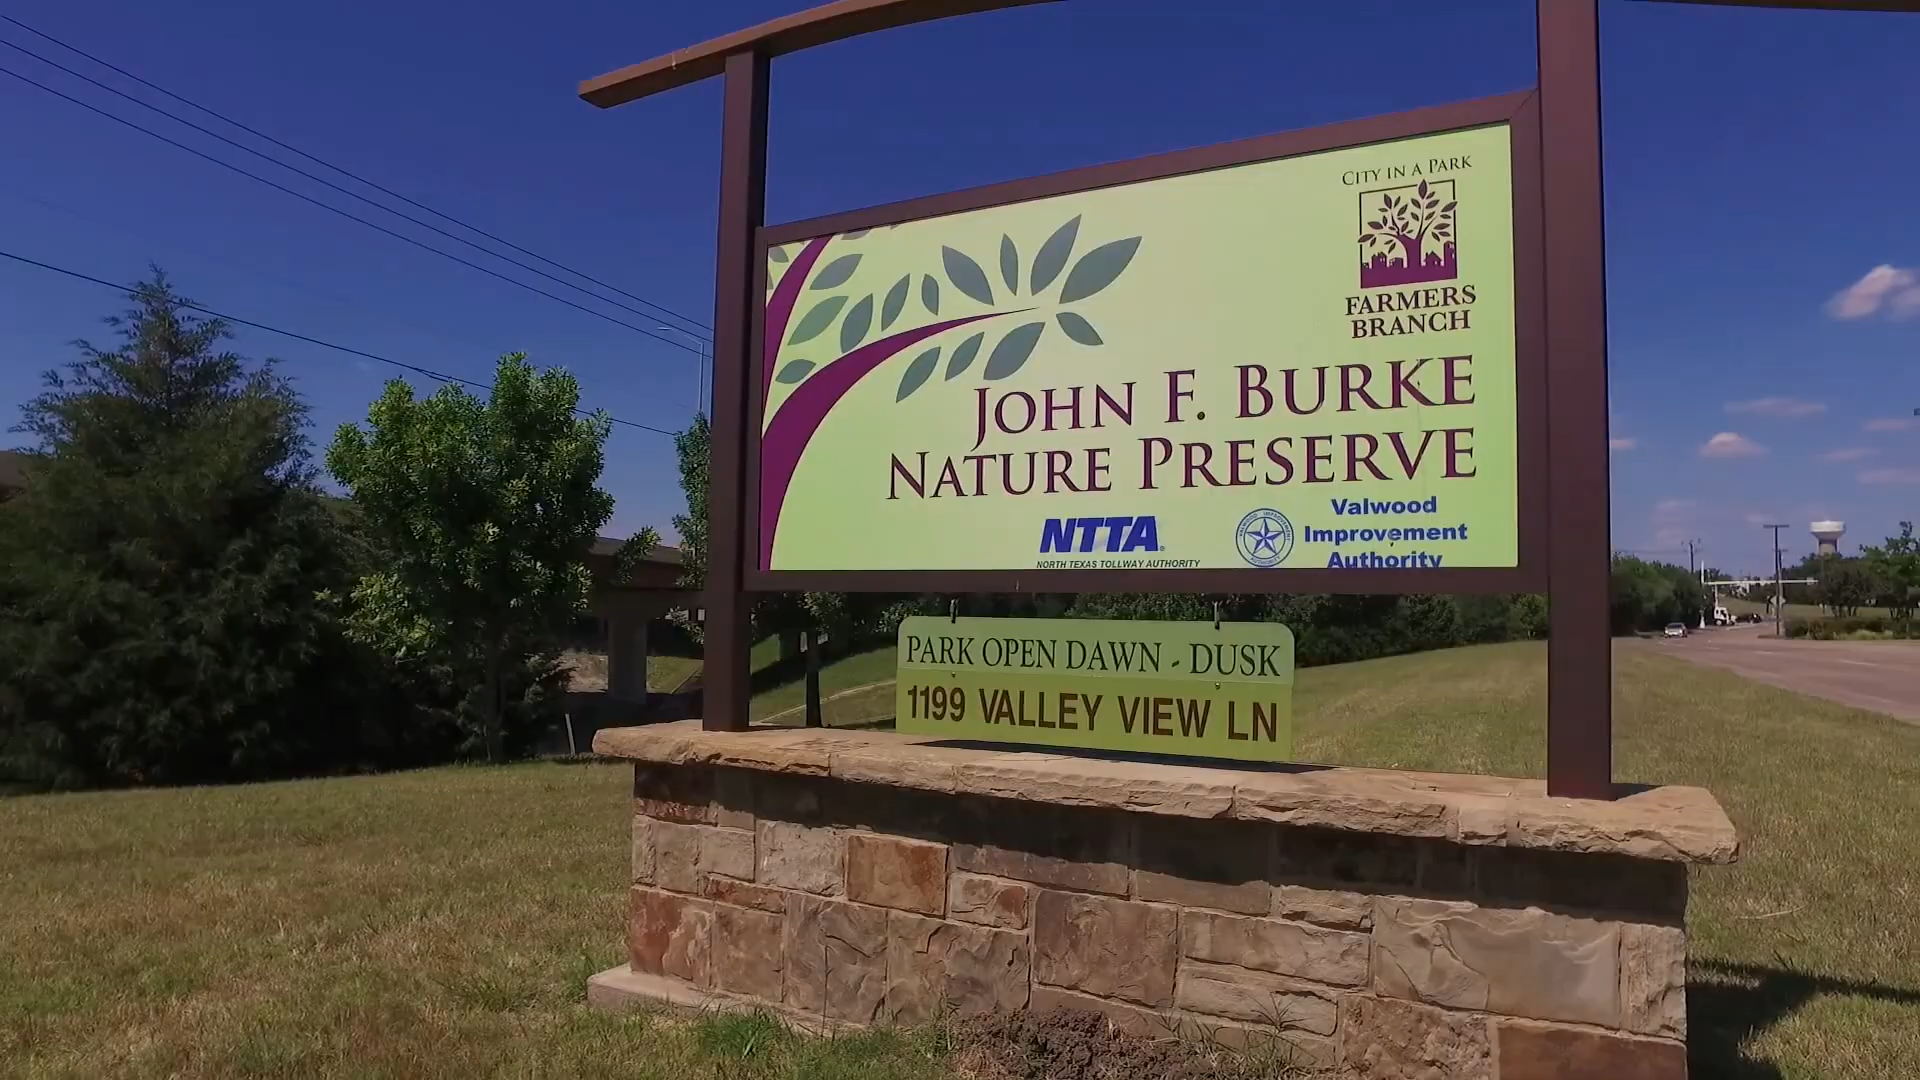 CITY IN A PARK
FARMERS
BRANCH
JOHN F. BURKE
NATURE PRESERVE
NTTA
NORTH TEXAS TOLLWAY AUTHORITY
Valwood
Improvement
Authority
PARK OPEN DAWN - DUSK
1199 VALLEY VIEW LN